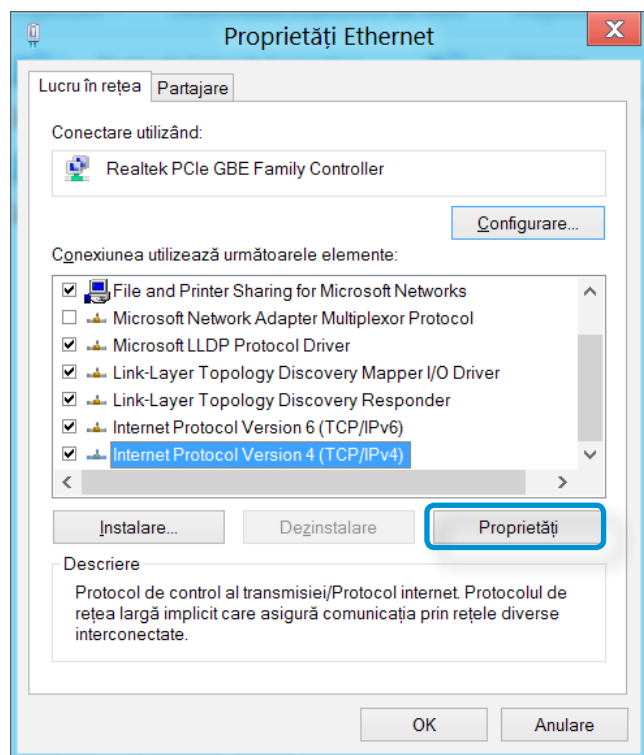 Proprietăți Ethernet
Lucru în rețea
Partajare
Conectare utilizând:
Realtek PCIe GBE Family Controller
Configurare...
Conexiunea utilizează următoarele elemente:
File and Printer Sharing for Microsoft Networks
Microsoft Network Adapter Multiplexor Protocol
Microsoft LLDP Protocol Driver
Link-Layer Topology Discovery Mapper I/O Driver
Link-Layer Topology Discovery Responder
Internet Protocol Version 6 (TCP/IPv6)
Internet Protocol Version 4 (TCP/IPv4)
Instalare...
Dezinstalare
Proprietăți
Descriere
Protocol de control al transmisiei/Protocol internet. Protocolul de
rețea largă implicit care asigură comunicația prin rețele diverse
interconectate.
OK
Anulare